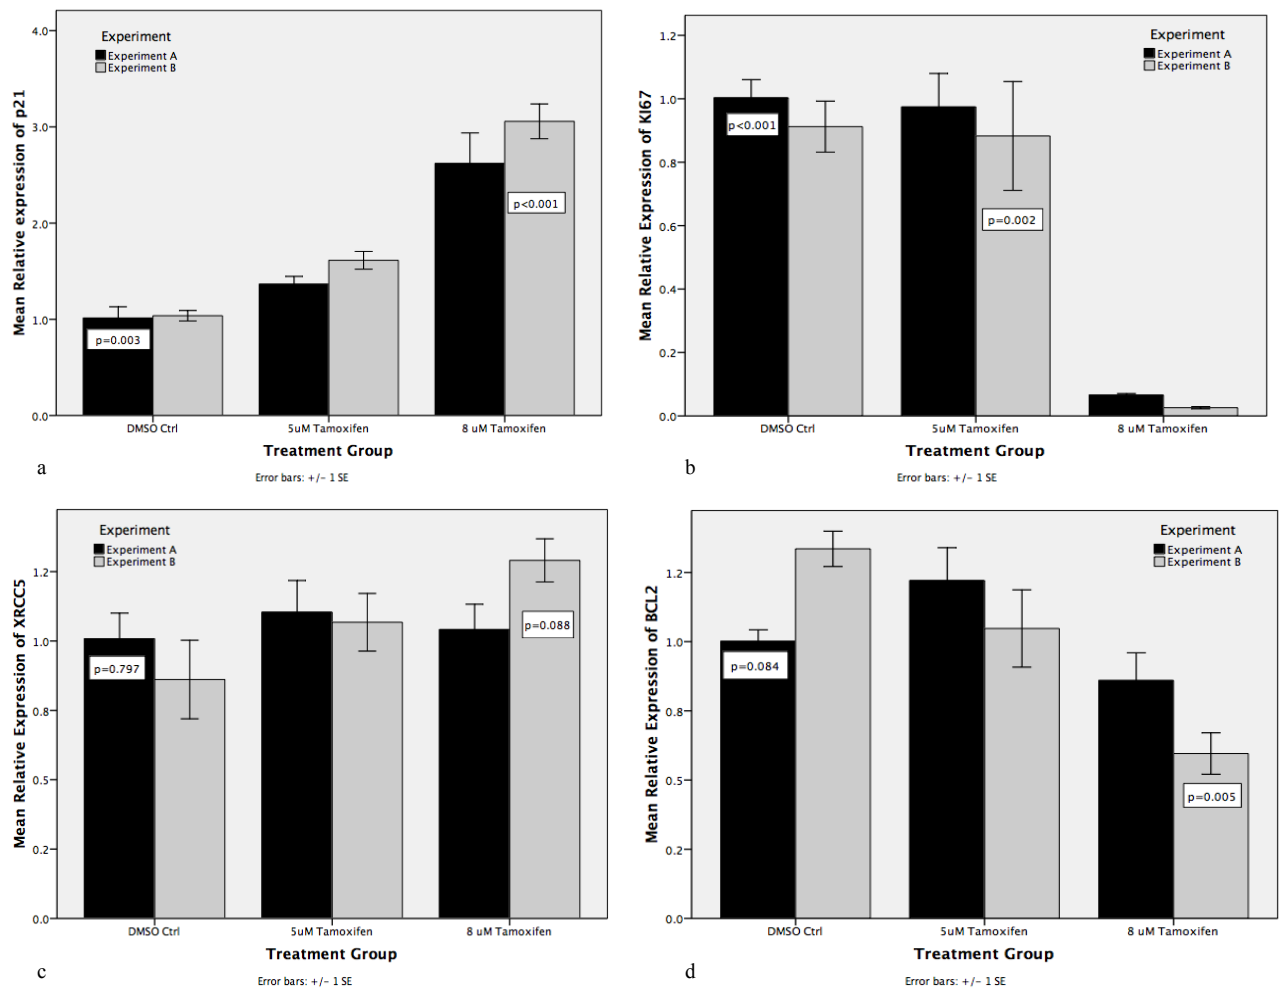 Mean Relative expression of p21
4.0
3.0
2.0
1.0
0.0
Experiment
Experiment A
Experiment B
p=0.003
p<0.001
DMSO Ctrl
5uM Tamoxifen
8 uM Tamoxifen
Treatment Group
Error bars: +/- 1 SE
a
Mean Relative Expression of KI67
1.2
1.0
0.8
0.6
0.4
0.2
0.0
Experiment
Experiment A
Experiment B
p<0.001
p=0.002
DMSO Ctrl
5uM Tamoxifen
8 uM Tamoxifen
Treatment Group
Error bars: +/- 1 SE
b
Mean Relative Expression of XRCC5
1.2
1.0
0.8
0.5
0.2
0.0
Experiment
Experiment A
Experiment B
p=0.797
p=0.088
DMSO Ctrl
5uM Tamoxifen
8 uM Tamoxifen
Treatment Group
Error bars: +/- 1 SE
c
Mean Relative Expression of BCL2
1.2
1.0
0.8
0.5
0.2
0.0
Experiment
Experiment A
Experiment B
p=0.084
p=0.005
DMSO Ctrl
5uM Tamoxifen
8 uM Tamoxifen
Treatment Group
Error bars: +/- 1 SE
d